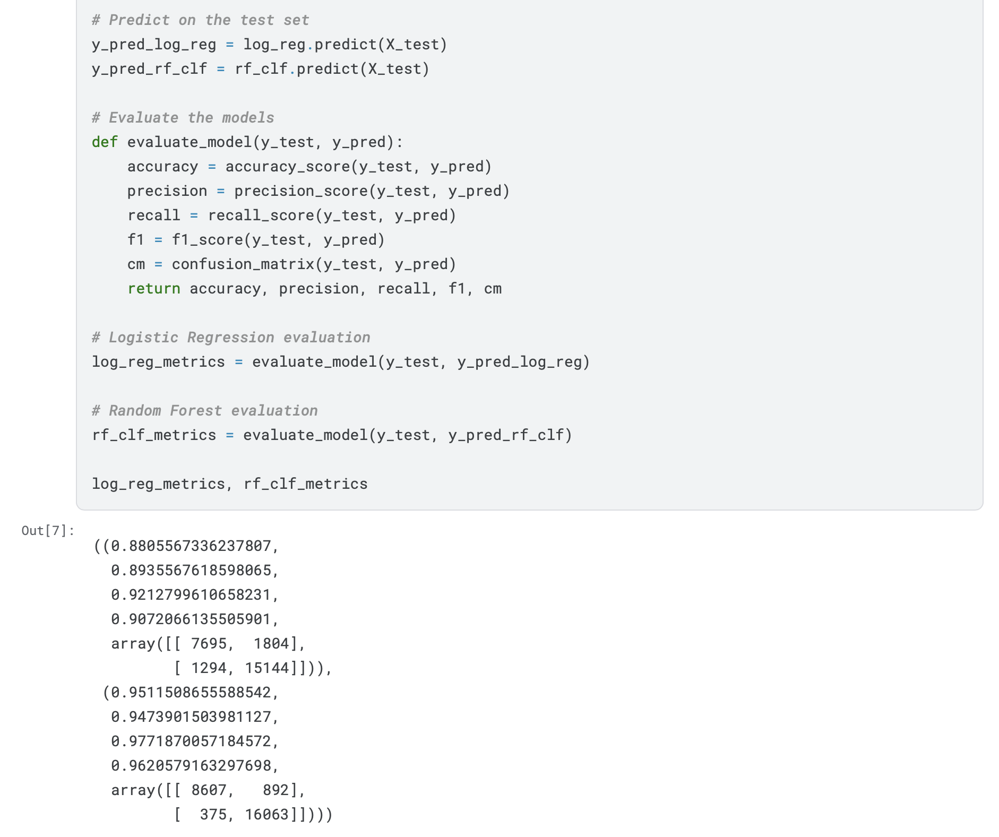 # Predict on the test set
y_pred_log_reg = log_reg.predict(X_test)
y_pred_rf_clf = rf_clf.predict(X_test)
# Evaluate the models
def evaluate_model(y_test, y_pred):
    accuracy = accuracy_score(y_test, y_pred)
    precision = precision_score(y_test, y_pred)
    recall = recall_score(y_test, y_pred)
    f1 = f1_score(y_test, y_pred)
    cm = confusion_matrix(y_test, y_pred)
    return accuracy, precision, recall, f1, cm
# Logistic Regression evaluation
log_reg_metrics = evaluate_model(y_test, y_pred_log_reg)
# Random Forest evaluation
rf_clf_metrics = evaluate_model(y_test, y_pred_rf_clf)
log_reg_metrics, rf_clf_metrics
Out[7]:
((0.8805567336237807,
  0.8935567618598065,
  0.9212799610658231,
  0.9072066135505901,
  array([[ 7695,  1804],
         [ 1294, 15144]])),
 (0.9511508655588542,
  0.9473901503981127,
  0.9771870057184572,
  0.9620579163297698,
  array([[ 8607,   892],
         [  375, 16063]])))